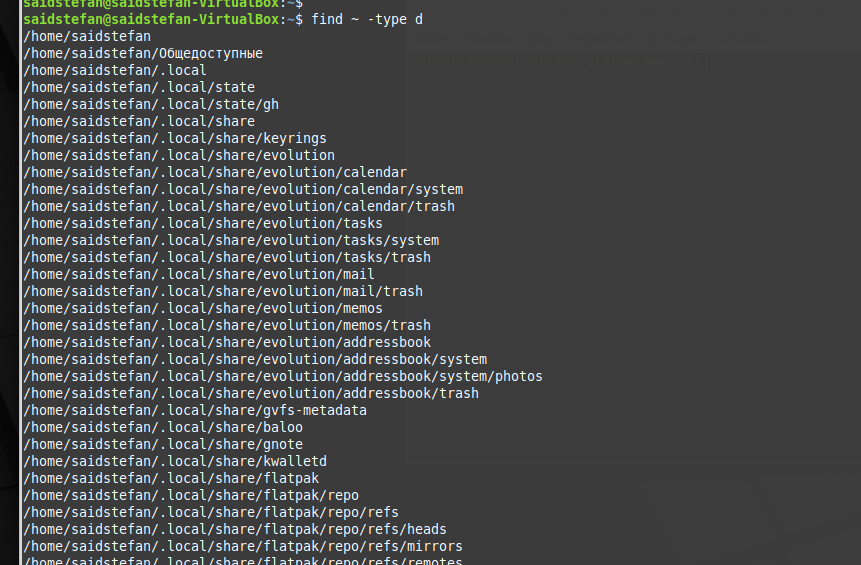 saidstefan@saidstefan-VirtualBox:~$
saidstefan@saidstefan-VirtualBox:~$ find ~ -type d
/home/saidstefan
/home/saidstefan/Общедоступные
/home/saidstefan/.local
/home/saidstefan/.local/state
/home/saidstefan/.local/state/gh
/home/saidstefan/.local/share
/home/saidstefan/.local/share/keyrings
/home/saidstefan/.local/share/evolution
/home/saidstefan/.local/share/evolution/calendar
/home/saidstefan/.local/share/evolution/calendar/system
/home/saidstefan/.local/share/evolution/calendar/trash
/home/saidstefan/.local/share/evolution/tasks
/home/saidstefan/.local/share/evolution/tasks/system
/home/saidstefan/.local/share/evolution/tasks/trash
/home/saidstefan/.local/share/evolution/mail
/home/saidstefan/.local/share/evolution/mail/trash
/home/saidstefan/.local/share/evolution/memos
/home/saidstefan/.local/share/evolution/memos/trash
/home/saidstefan/.local/share/evolution/addressbook
/home/saidstefan/.local/share/evolution/addressbook/system
/home/saidstefan/.local/share/evolution/addressbook/system/photos
/home/saidstefan/.local/share/evolution/addressbook/trash
/home/saidstefan/.local/share/gvfs-metadata
/home/saidstefan/.local/share/baloo
/home/saidstefan/.local/share/gnote
/home/saidstefan/.local/share/kwalletd
/home/saidstefan/.local/share/flatpak
/home/saidstefan/.local/share/flatpak/repo
/home/saidstefan/.local/share/flatpak/repo/refs
/home/saidstefan/.local/share/flatpak/repo/refs/heads
/home/saidstefan/.local/share/flatpak/repo/refs/mirrors
/home/saidstefan/.local/share/flatpak/repo/refs/remotes